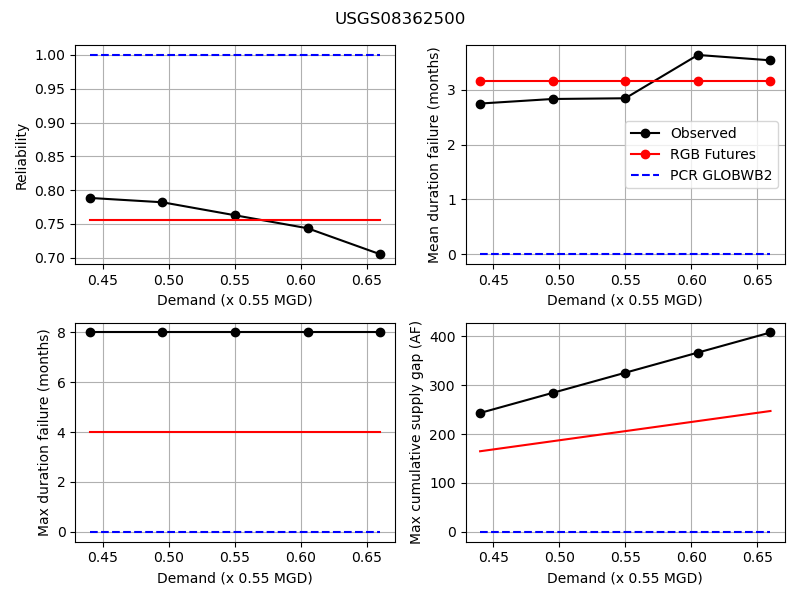 USGS08362500
Reliability
1.00
0.95
0.90
0.85
0.80
0.75
0.70
0.45 0.50 0.55 0.60 0.65
Demand (x 0.55 MGD)
Mean duration failure (months)
3
2
1
0
Observed
RGB Futures
PCR GLOBWB2
0.45 0.50 0.55 0.60 0.65
Demand (x 0.55 MGD)
Max duration failure (months)
8
6
4
2
0
0.45 0.50 0.55 0.60 0.65
Demand (x 0.55 MGD)
Max cumulative supply gap (AF)
400
300
200
100
0
0.45 0.50 0.55 0.60 0.65
Demand (x 0.55 MGD)